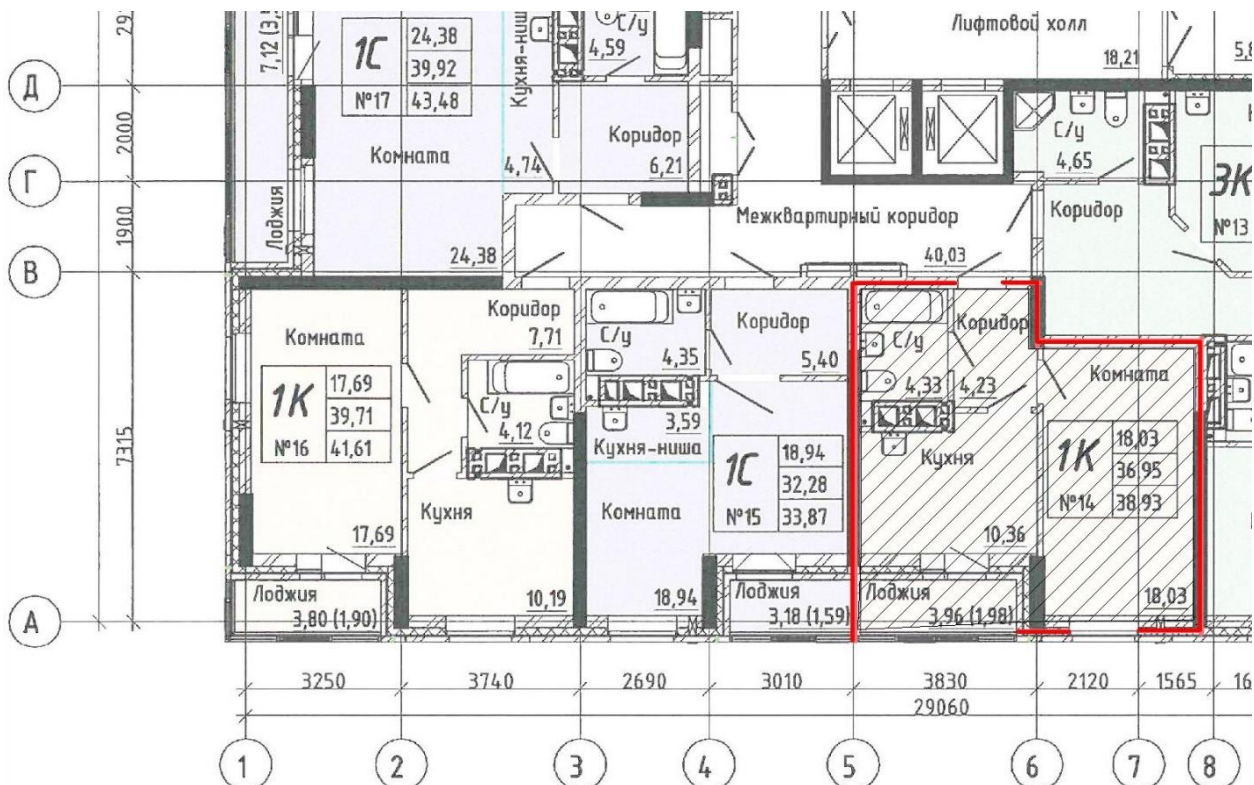 7,12 (3,
1С
24,38
39,92
№17
43,48
Кухня-ниша
С/у
4,59
Лифтовой холл
18,21
5,8
Д
2000
Комната
4,74
Коридор
6,21
С/у
4,65
3К
№13
Г
1900
Лоджия
24,38
Межквартирный коридор
40,03
Коридор
В
Комната
Коридор
7,71
С/у
4,35
Коридор
5,40
С/у
Коридор
4,33
4,23
Комната
1К
17,69
39,71
№16
41,61
С/у
4,12
3,59
Кухня-ниша
1С
18,94
32,28
№15
33,87
Кухня
1К
18,03
36,95
№14
38,93
7315
Кухня
Комната
17,69
10,36
Лоджия
3,80 (1,90)
10,19
18,94
Лоджия
3,18 (1,59)
Лоджия
3,96 (1,98)
18,03
А
3250
3740
2690
3010
3830
2120
1565
16
29060
1
2
3
4
5
6
7
8